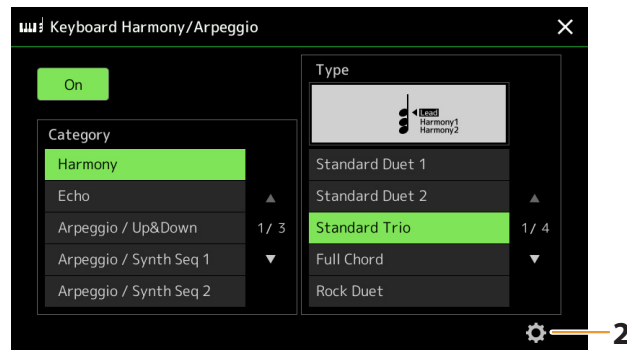 Keyboard Harmony/Arpeggio
On
Category
Harmony
Echo
Arpeggio / Up&Down
Arpeggio / Synth Seq 1
Arpeggio / Synth Seq 2
1/ 3
Type
Lead
Harmony1
Harmony2
Standard Duet 1
Standard Duet 2
Standard Trio
Full Chord
Rock Duet
1/ 4
2